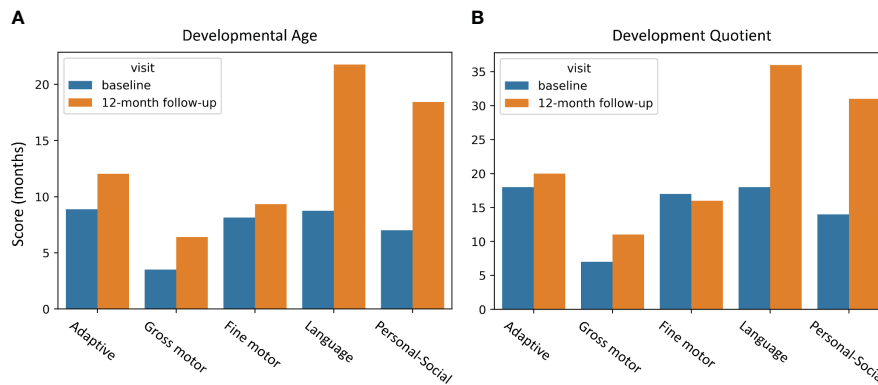 A
Developmental Age
visit
baseline
12-month follow-up
Score (months)
20
15
10
5
0
Adaptive
Gross motor
Fine motor
Language
Personal-Social
B
Development Quotient
visit
baseline
12-month follow-up
35
30
25
20
15
10
5
0
Adaptive
Gross motor
Fine motor
Language
Personal-Social